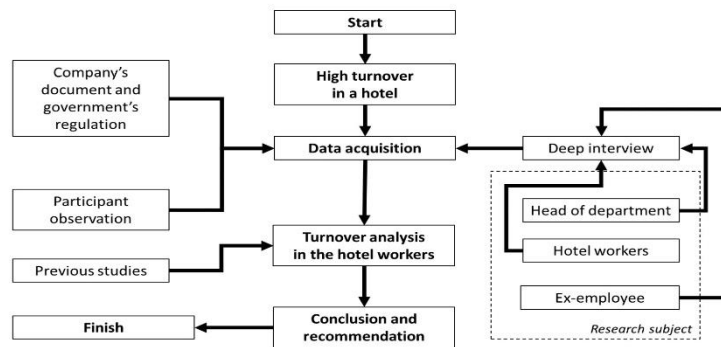 Start
Company's
document and
government's
regulation
High turnover
in a hotel
Data acquisition
Deep interview
Participant
observation
Head of department
Turnover analysis
in the hotel workers
Hotel workers
Previous studies
Ex-employee
Conclusion and
recommendation
Finish
Research subject